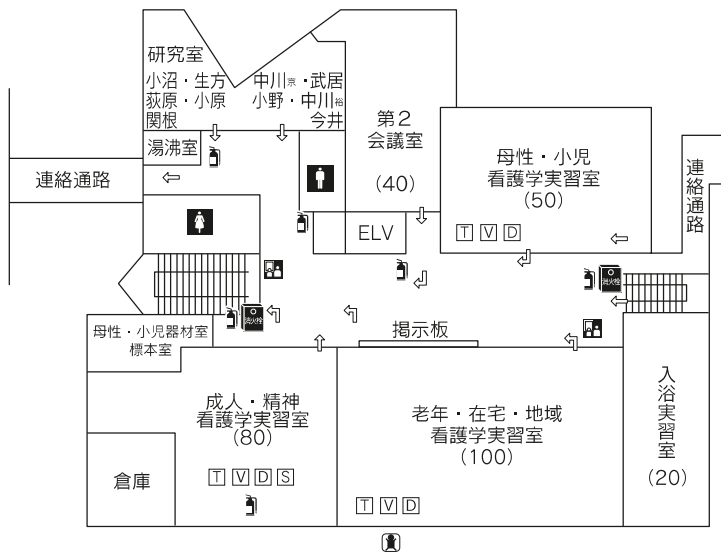 研究室
小沼・生方
荻原・小原
関根
中川京・武居
小野・中川裕
今井
第2
会議室
(40)
母性・小児
看護学実習室
(50)
T V D
連絡通路
湯沸室
連絡通路
ELV
消火栓
消火栓
母性・小児器材室
標本室
掲示板
成人・精神
看護学実習室
(80)
T V D S
老年・在宅・地域
看護学実習室
(100)
T V D
入浴実習室
(20)
倉庫